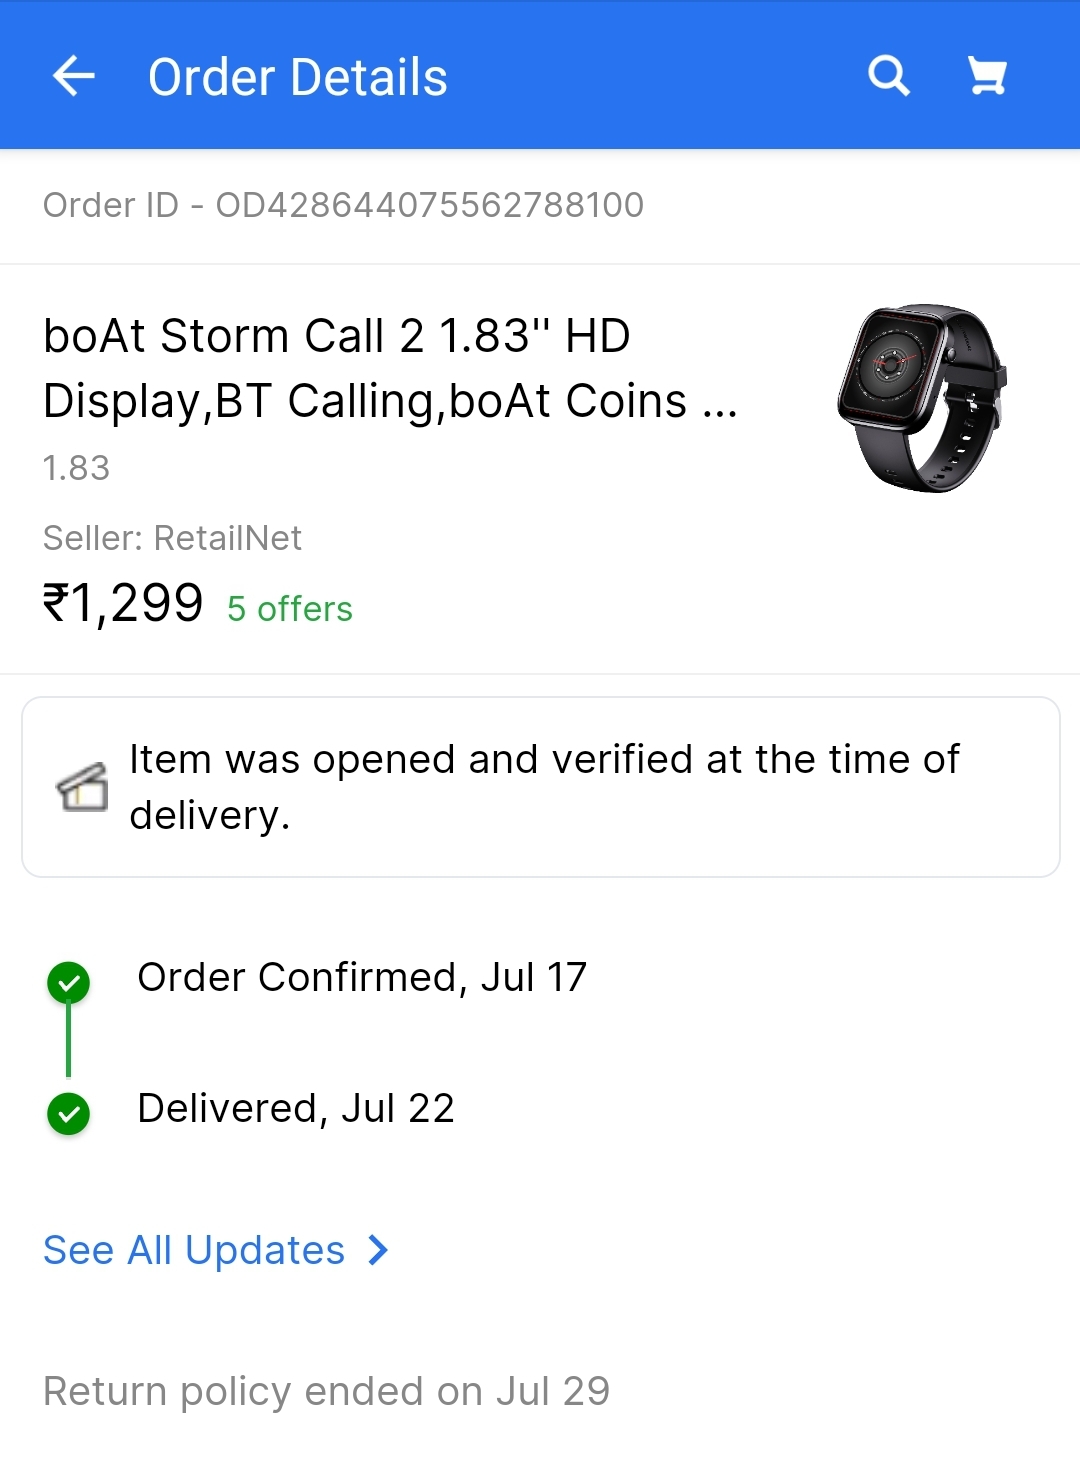 Order Details
Order ID - OD428644075562788100
boAt Storm Call 2 1.83'' HD
Display,BT Calling,boAt Coins ...
1.83
Seller: RetailNet
₹1,299 5 offers
Item was opened and verified at the time of
delivery.
Order Confirmed, Jul 17
Delivered, Jul 22
See All Updates
Return policy ended on Jul 29